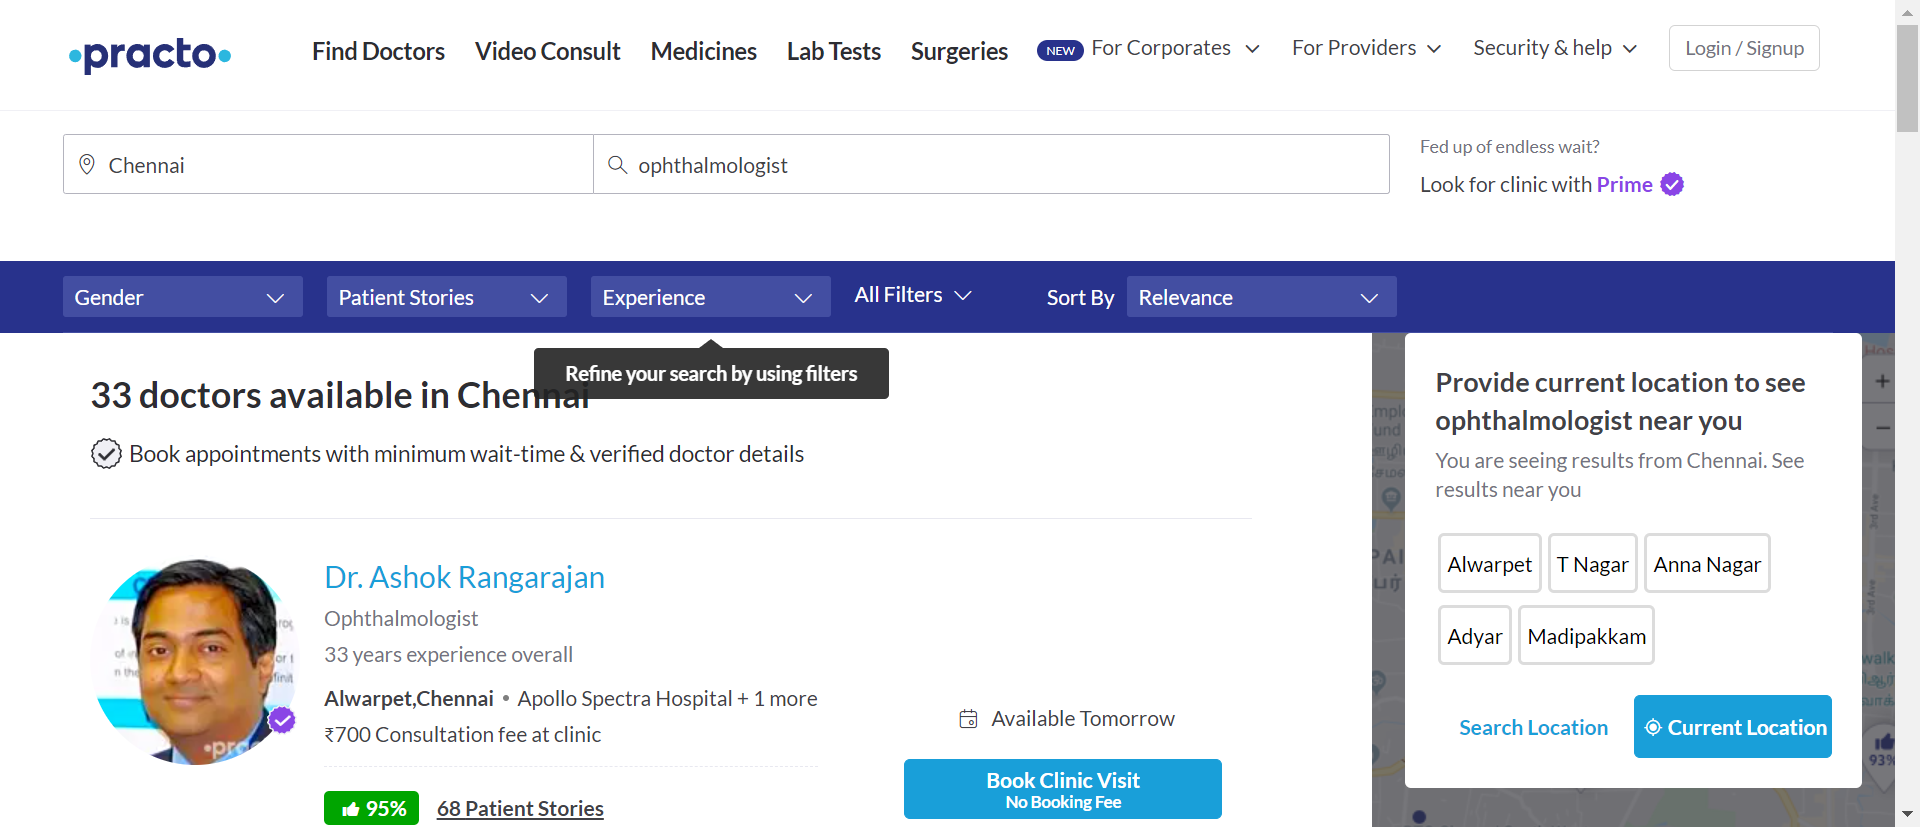 practo
Find Doctors
Video Consult
Medicines
Lab Tests
Surgeries
NEW
For Corporates
For Providers
Security & help
Login / Signup
Chennai
ophthalmologist
Fed up of endless wait?
Look for clinic with Prime
Gender
Patient Stories
Experience
All Filters
Sort By
Relevance
Refine your search by using filters
33 doctors available in Chennai
Book appointments with minimum wait-time & verified doctor details
Dr. Ashok Rangarajan
Ophthalmologist
33 years experience overall
Alwarpet,Chennai • Apollo Spectra Hospital + 1 more
₹700 Consultation fee at clinic
95%
68 Patient Stories
Available Tomorrow
Book Clinic Visit
No Booking Fee
Provide current location to see
ophthalmologist near you
You are seeing results from Chennai. See
results near you
Alwarpet
T Nagar
Anna Nagar
Adyar
Madipakkam
Search Location
Current Location
3rd Ave
3rd Ave
93%